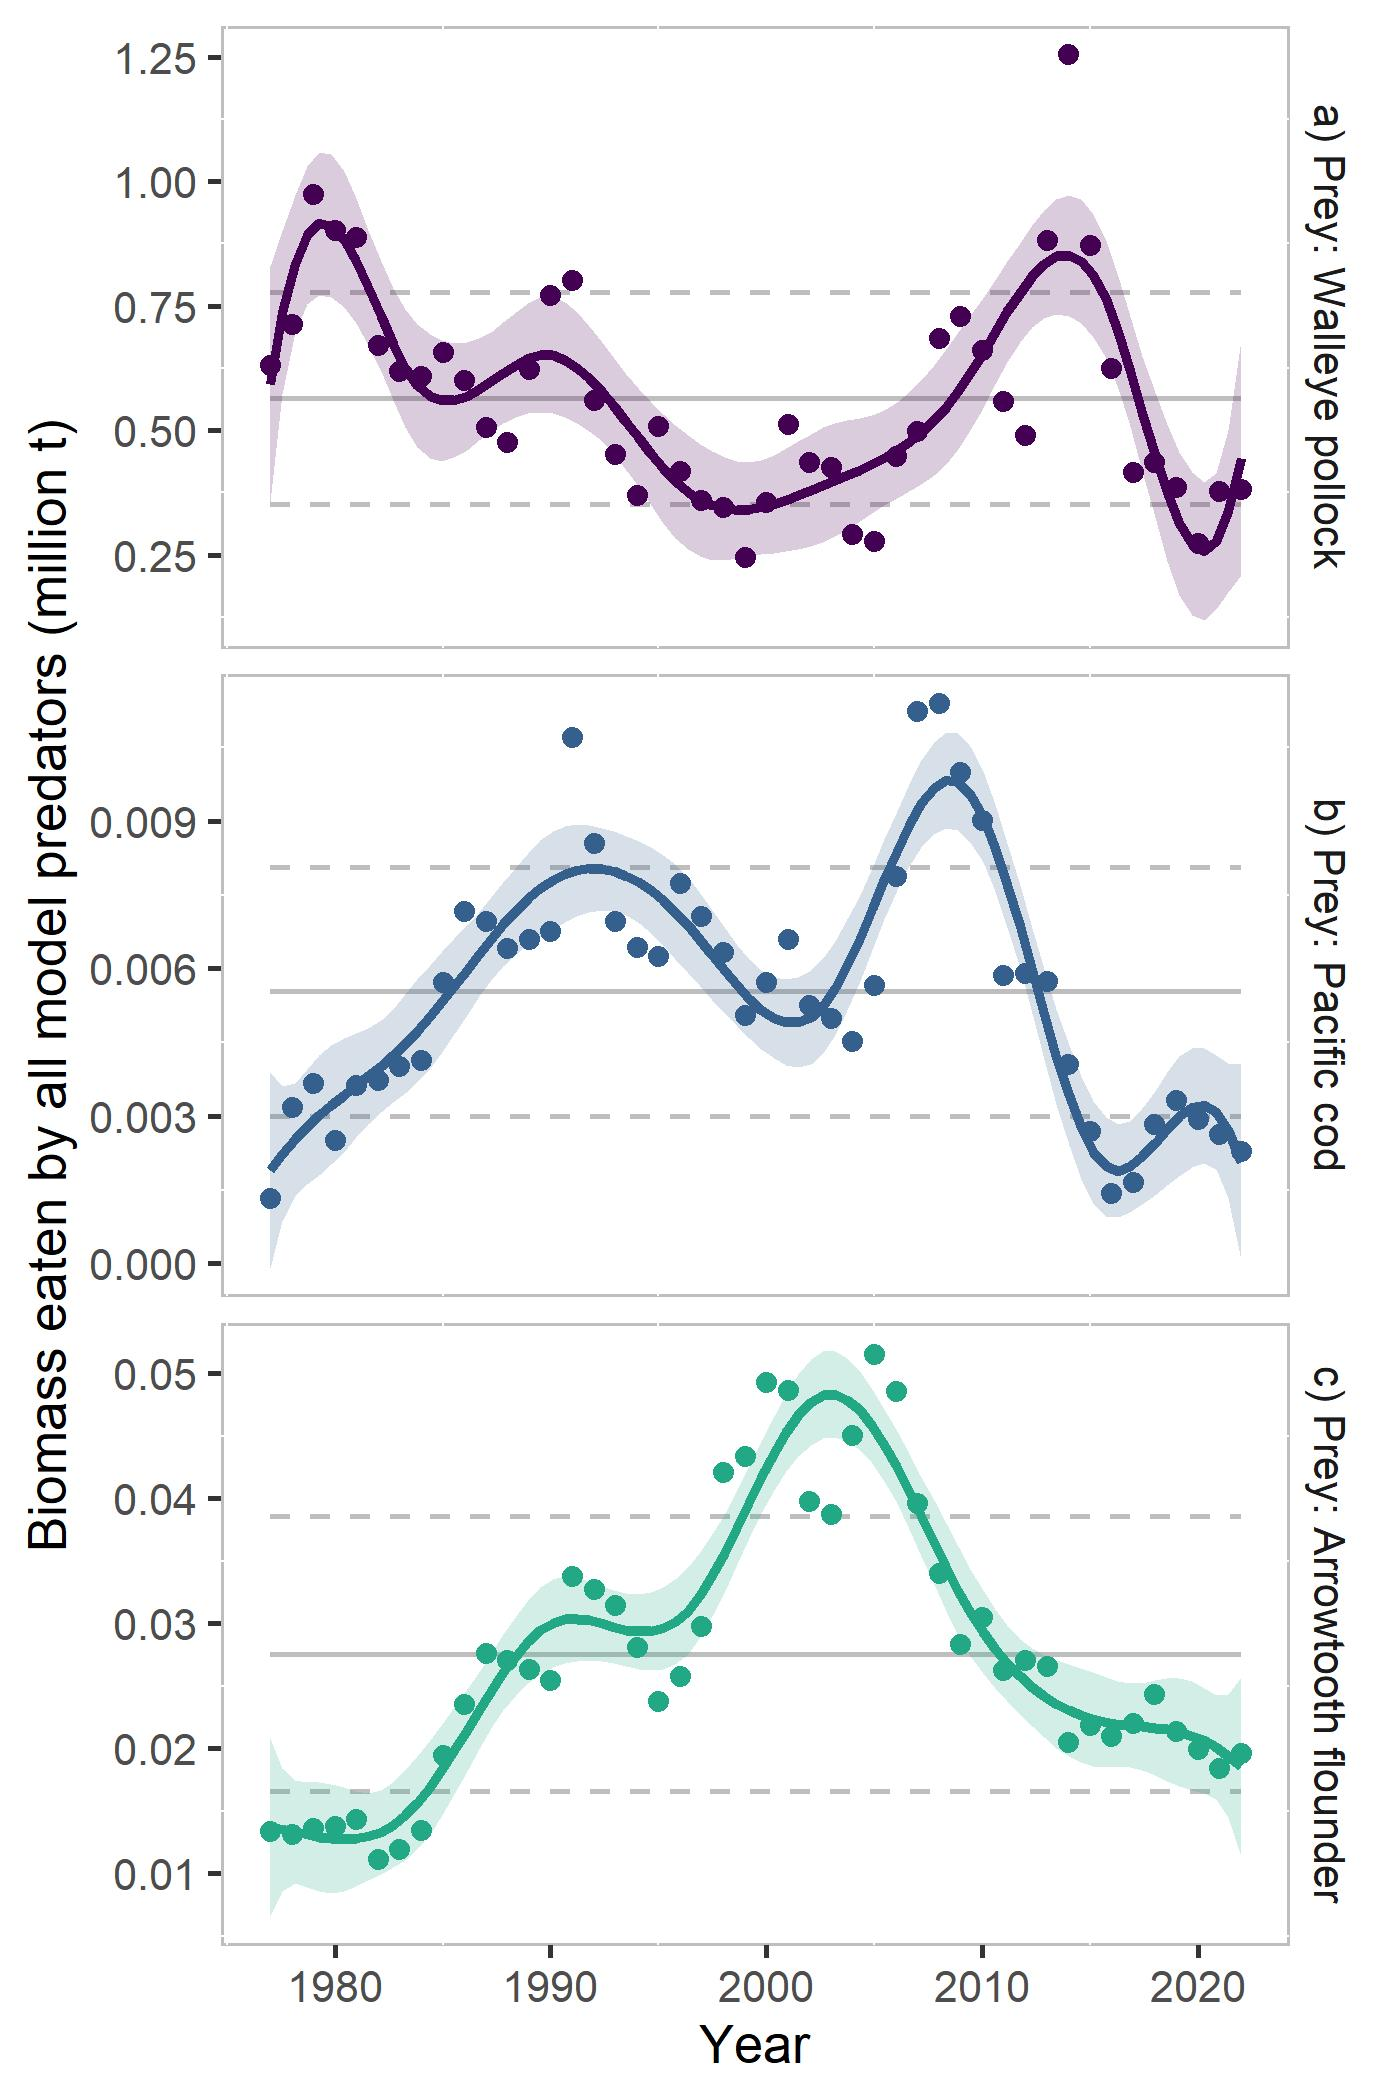 Biomass eaten by all model predators (million t)
1.25
1.00
0.75
0.50
0.25
a) Prey: Walleye pollock
0.009
0.006
0.003
0.000
b) Prey: Pacific cod
0.05
0.04
0.03
0.02
0.01
c) Prey: Arrowtooth flounder
1980 1990 2000 2010 2020
Year